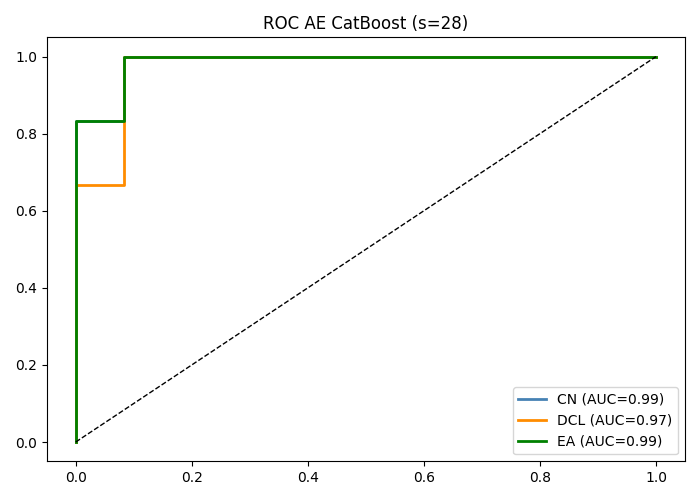 ROC AE CatBoost (s=28)
1.0
0.8
0.6
0.4
0.2
0.0
0.0 0.2 0.4 0.6 0.8 1.0
CN (AUC=0.99)
DCL (AUC=0.97)
EA (AUC=0.99)